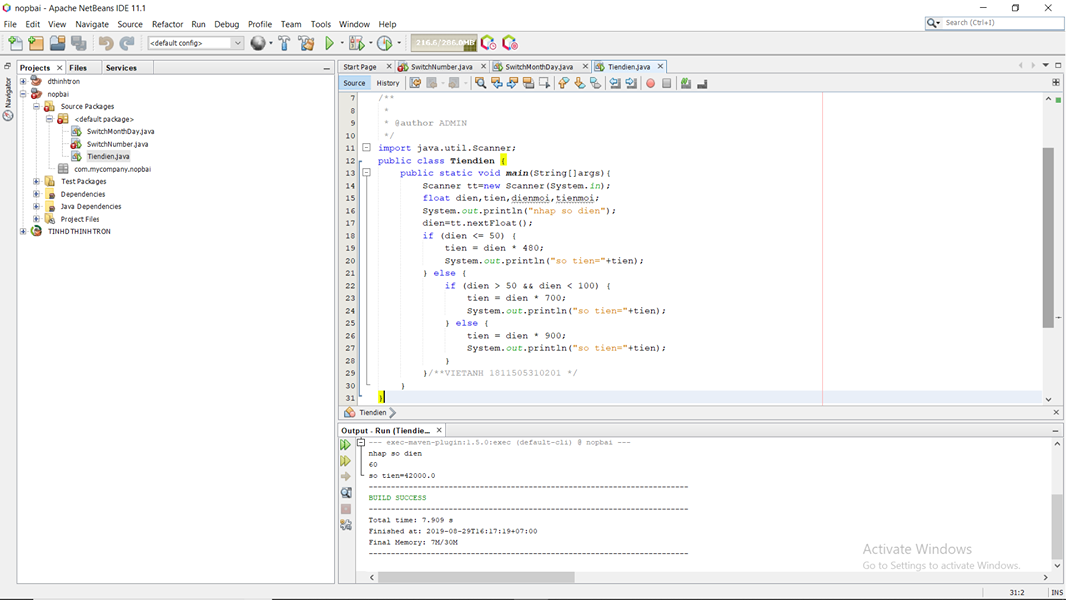 nopbai - Apache NetBeans IDE 11.1
File Edit View Navigate Source Refactor Run Debug Profile Team Tools Window Help
Search (Ctrl+I)
<default config>
216.6/286.0MB
Projects
Files
Services
Navigator
dthinhtron
nopbai
Source Packages
<default package>
SwitchMonthDay.java
SwitchNumber.java
Tiendien.java
com.mycompany.nopbai
Test Packages
Dependencies
Java Dependencies
Project Files
TINHDTHINHTRON
Start Page
SwitchNumber.java
SwitchMonthDay.java
Tiendien.java
Source
History
7 /**
8 *
9 * @author ADMIN
10 */
11 import java.util.Scanner;
12 public class Tiendien {
13 public static void main(String[]args){
14 Scanner tt=new Scanner(System.in);
15 float dien,tien,dienmoi,tienmoi;
16 System.out.println("nhap so dien");
17 dien=tt.nextFloat();
18 if (dien <= 50) {
19 tien = dien * 480;
20 System.out.println("so tien="+tien);
21 } else {
22 if (dien > 50 && dien < 100) {
23 tien = dien * 700;
24 System.out.println("so tien="+tien);
25 } else {
26 tien = dien * 900;
27 System.out.println("so tien="+tien);
28 }
29 }/**VIETANH 1811505310201 */
30 }
31 }
Tiendien
Output - Run (Tiendie...
--- exec-maven-plugin:1.5.0:exec (default-cli) @ nopbai ---
nhap so dien
60
so tien=42000.0
------------------------------------------------------------------------
BUILD SUCCESS
------------------------------------------------------------------------
Total time: 7.909 s
Finished at: 2019-08-29T16:17:19+07:00
Final Memory: 7M/30M
------------------------------------------------------------------------
Activate Windows
Go to Settings to activate Windows.
31:2
INS